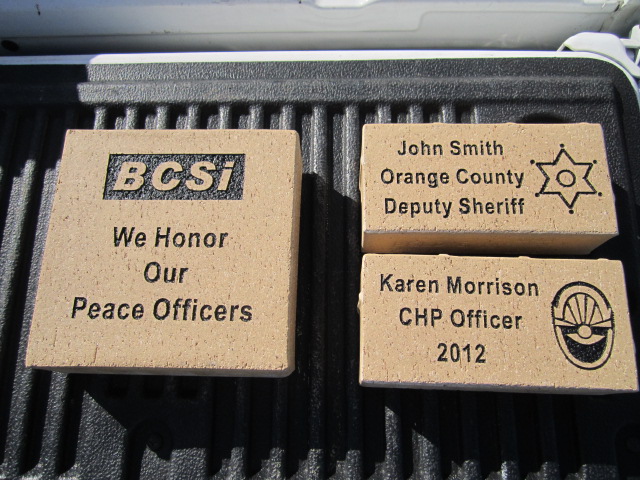 BCSi
We Honor
Our
Peace Officers
John Smith
Orange County
Deputy Sheriff
Karen Morrison
CHP Officer
2012